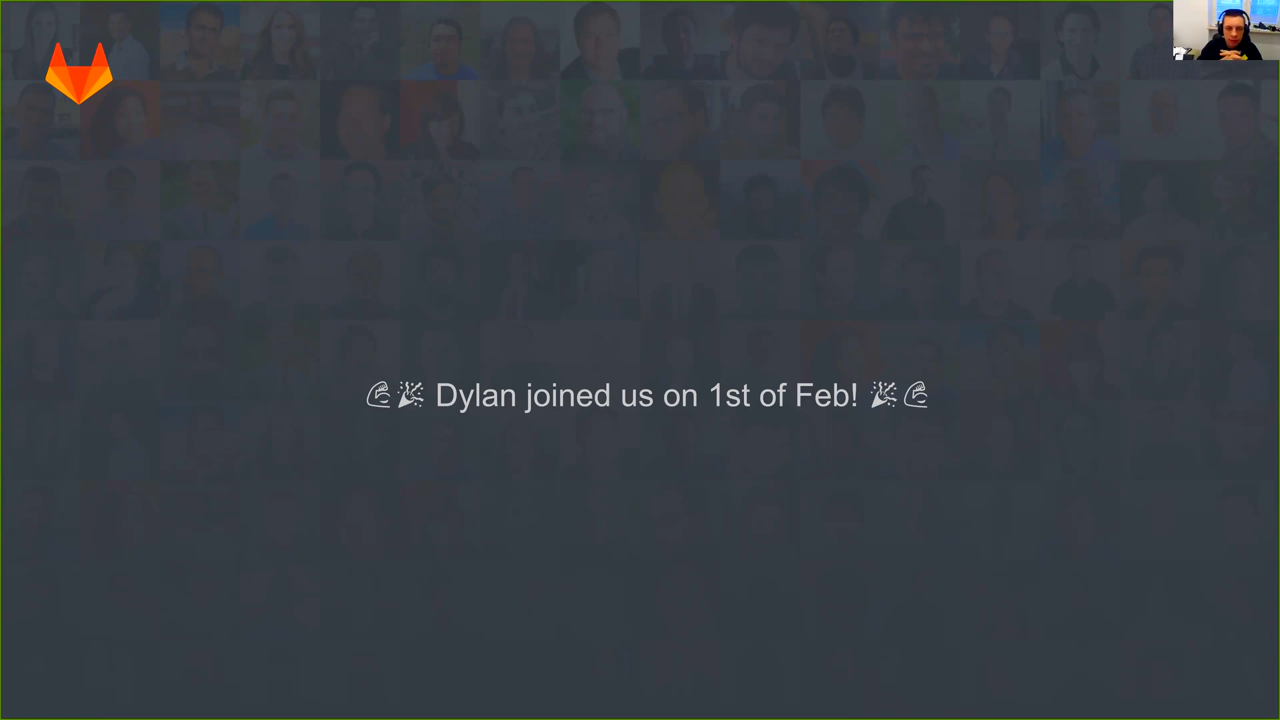 💪🎉 Dylan joined us on 1st of Feb! 🎉💪